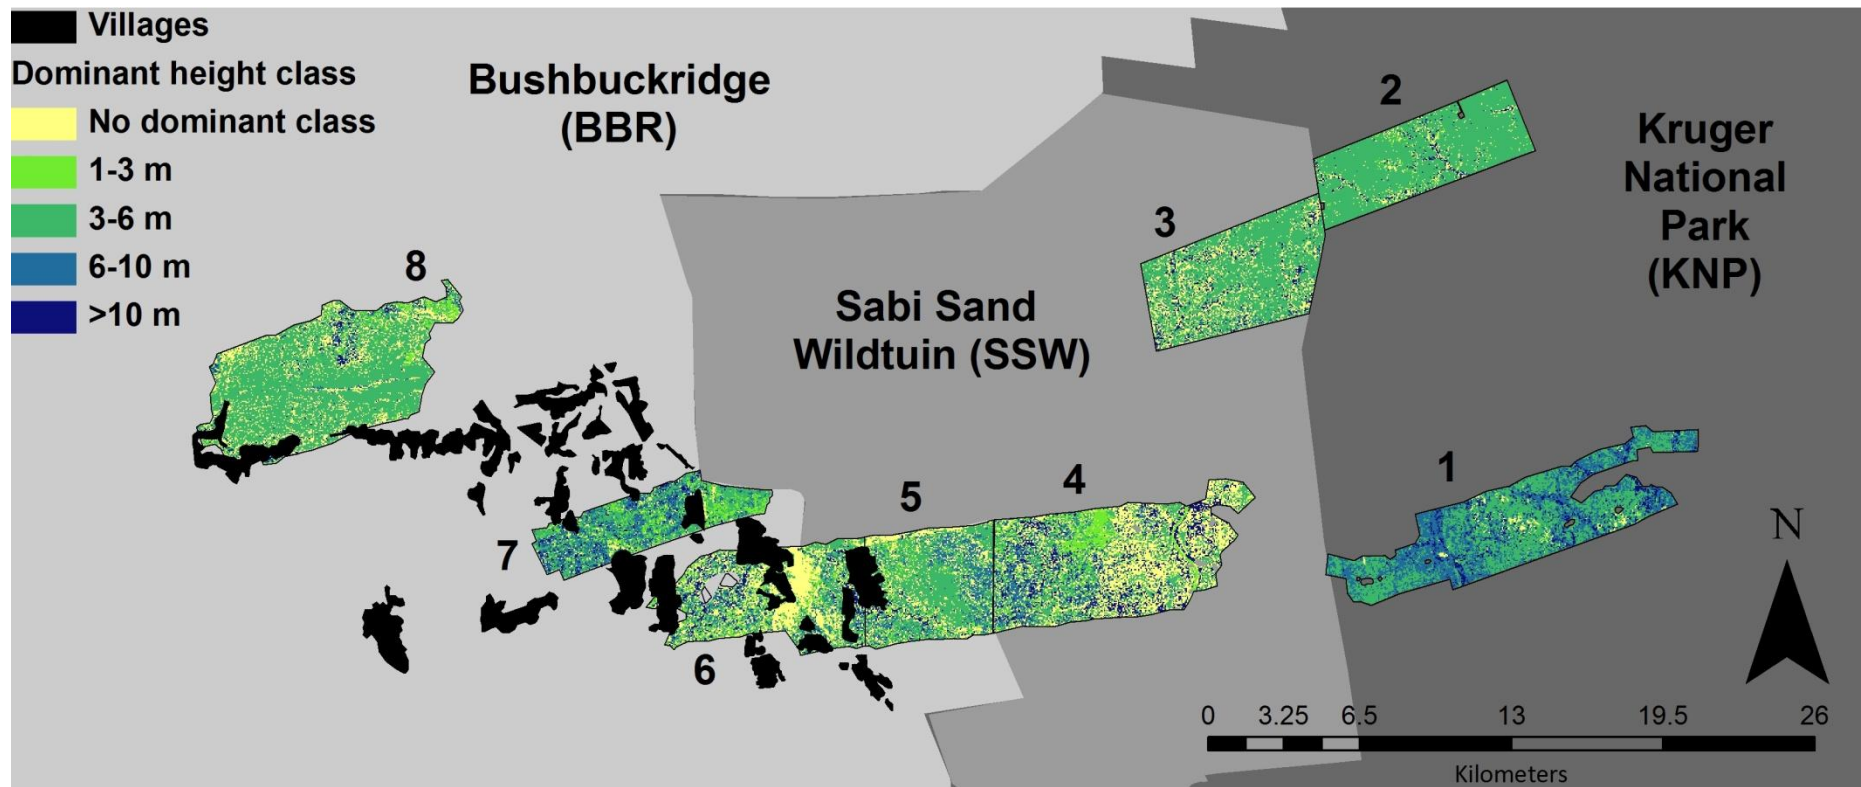 Villages
Dominant height class
No dominant class
1-3 m
3-6 m
6-10 m
>10 m
Bushbuckridge
(BBR)
Sabi Sand
Wildtuin (SSW)
Kruger
National
Park
(KNP)
2
3
8
1
4
5
7
6
N
0 3.25 6.5 13 19.5 26
Kilometers